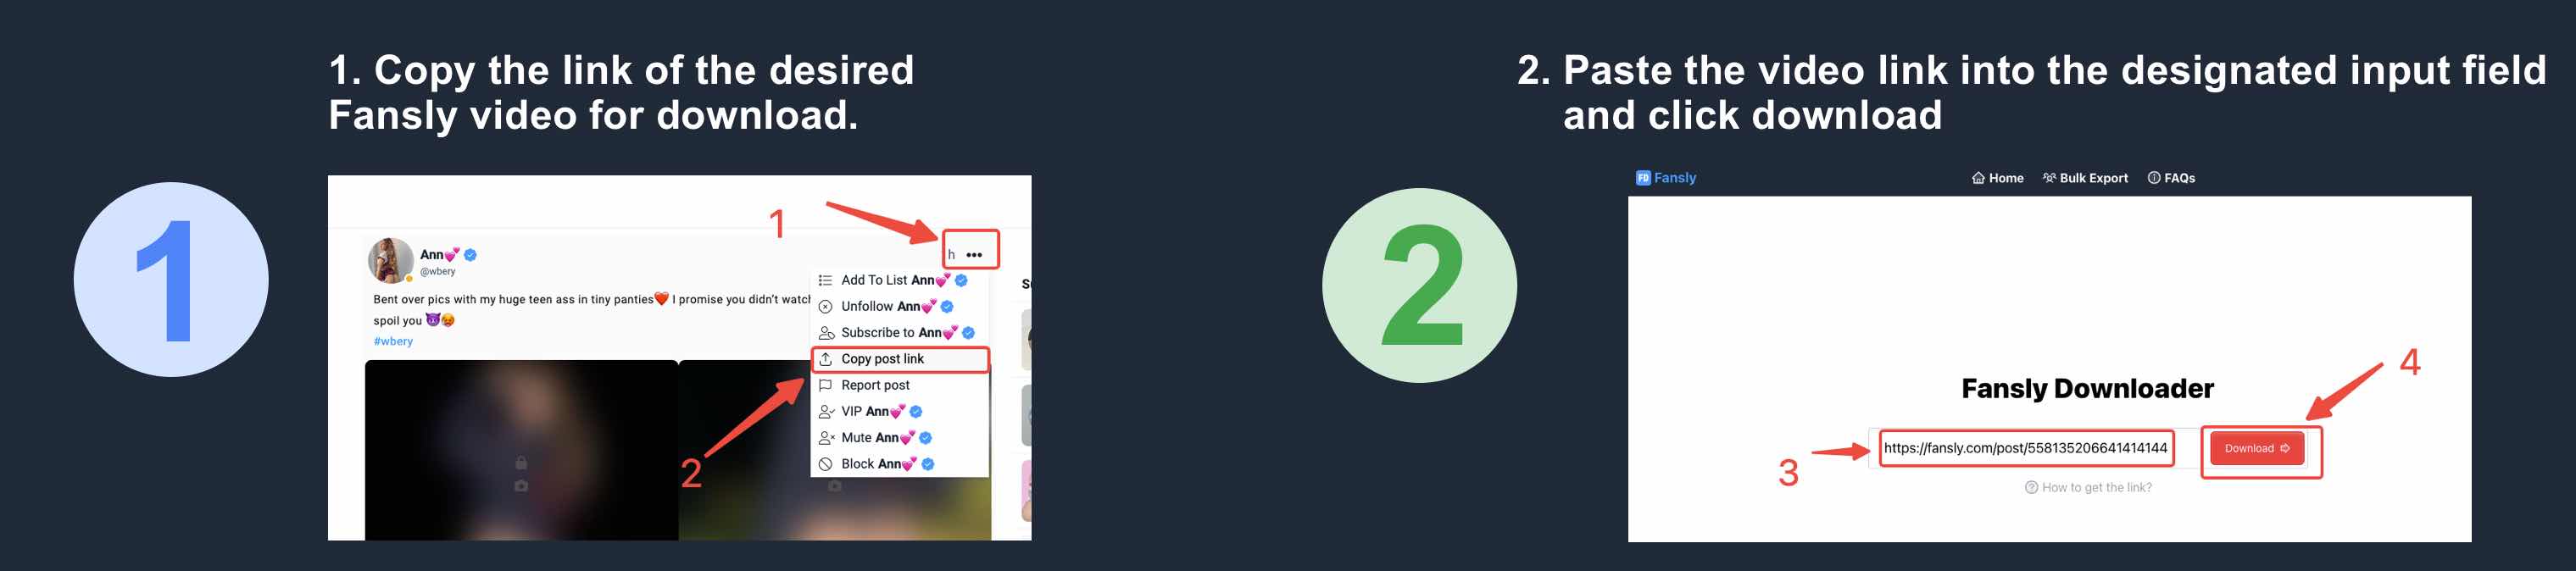 1. Copy the link of the desired
Fansly video for download.
1
1
h •••
Ann
@wbery
Bent over pics with my huge teen ass in tiny panties❤️ I promise you didn't
spoil you 😈🥵
#wbery
Add To List Ann💕
Unfollow Ann💕
Subscribe to Ann💕
Copy post link
Report post
VIP Ann💕
Mute Ann💕
Block Ann💕
2
2. Paste the video link into the designated input field
and click download
2
FD Fansly
Home
Bulk Export
FAQs
Fansly Downloader
3
https://fansly.com/post/558135206641414144
Download
4
How to get the link?